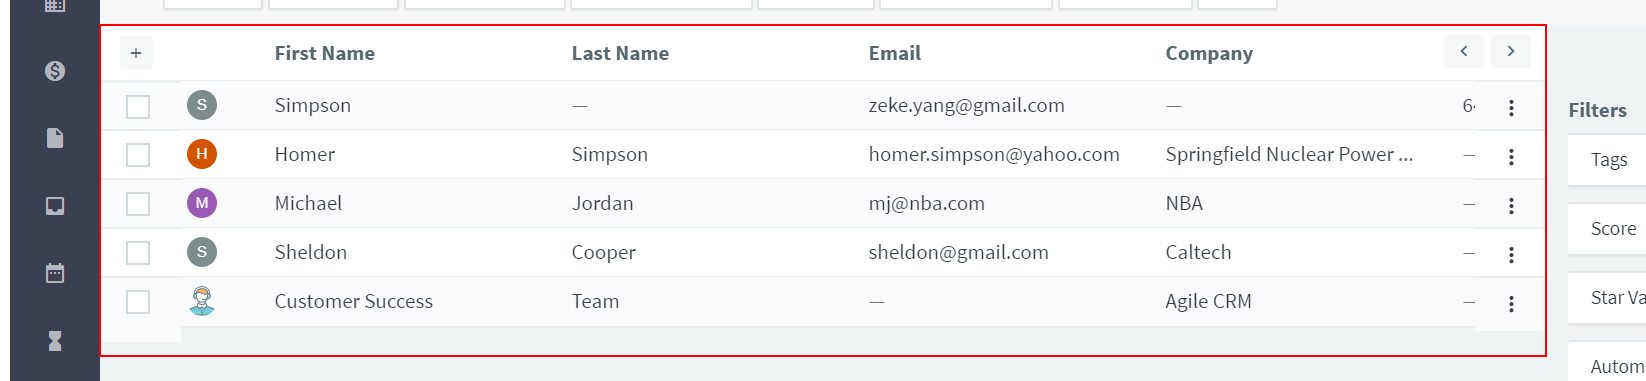 + First Name Last Name Email Company < >
S Simpson — zeke.yang@gmail.com —
Filters
H Homer Simpson homer.simpson@yahoo.com Springfield Nuclear Power ... —
Tags
M Michael Jordan mj@nba.com NBA —
Score
S Sheldon Cooper sheldon@gmail.com Caltech —
Star Va
Customer Success Team — Agile CRM —
Autom